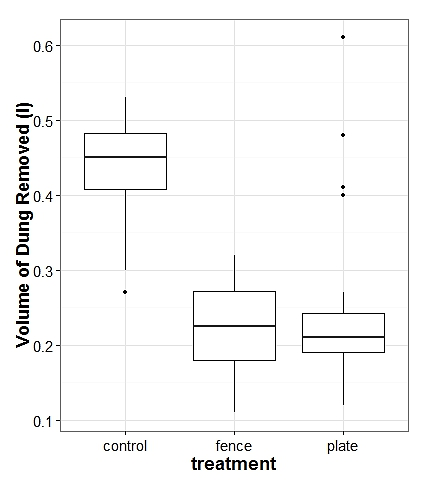 Volume of Dung Removed (l)
0.6
0.5
0.4
0.3
0.2
0.1
control fence plate
treatment